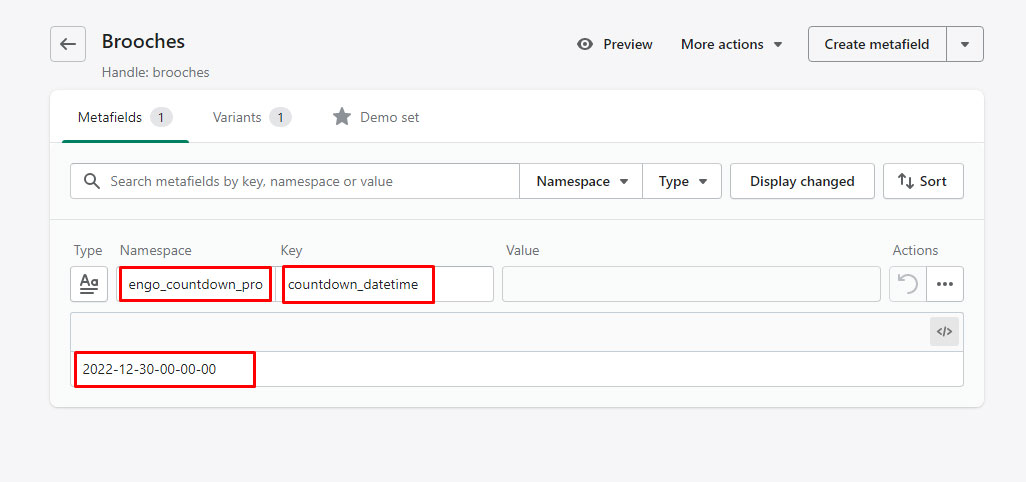 Brooches
Preview
More actions
Create metafield
Handle: brooches
Metafields 1
Variants 1
Demo set
Search metafields by key, namespace or value
Namespace
Type
Display changed
Sort
Type
Namespace
Key
Value
Actions
Aa
engo_countdown_pro
countdown_datetime
</>
2022-12-30-00-00-00